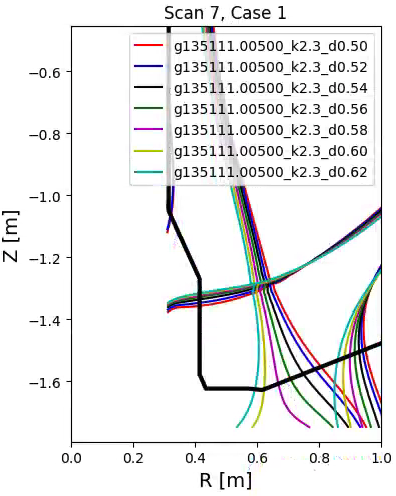 Scan 7, Case 1
g135111.00500_k2.3_d0.50
g135111.00500_k2.3_d0.52
g135111.00500_k2.3_d0.54
g135111.00500_k2.3_d0.56
g135111.00500_k2.3_d0.58
g135111.00500_k2.3_d0.60
g135111.00500_k2.3_d0.62
−0.6
−0.8
−1.0
−1.2
−1.4
−1.6
Z [m]
0.0 0.2 0.4 0.6 0.8 1.0
R [m]